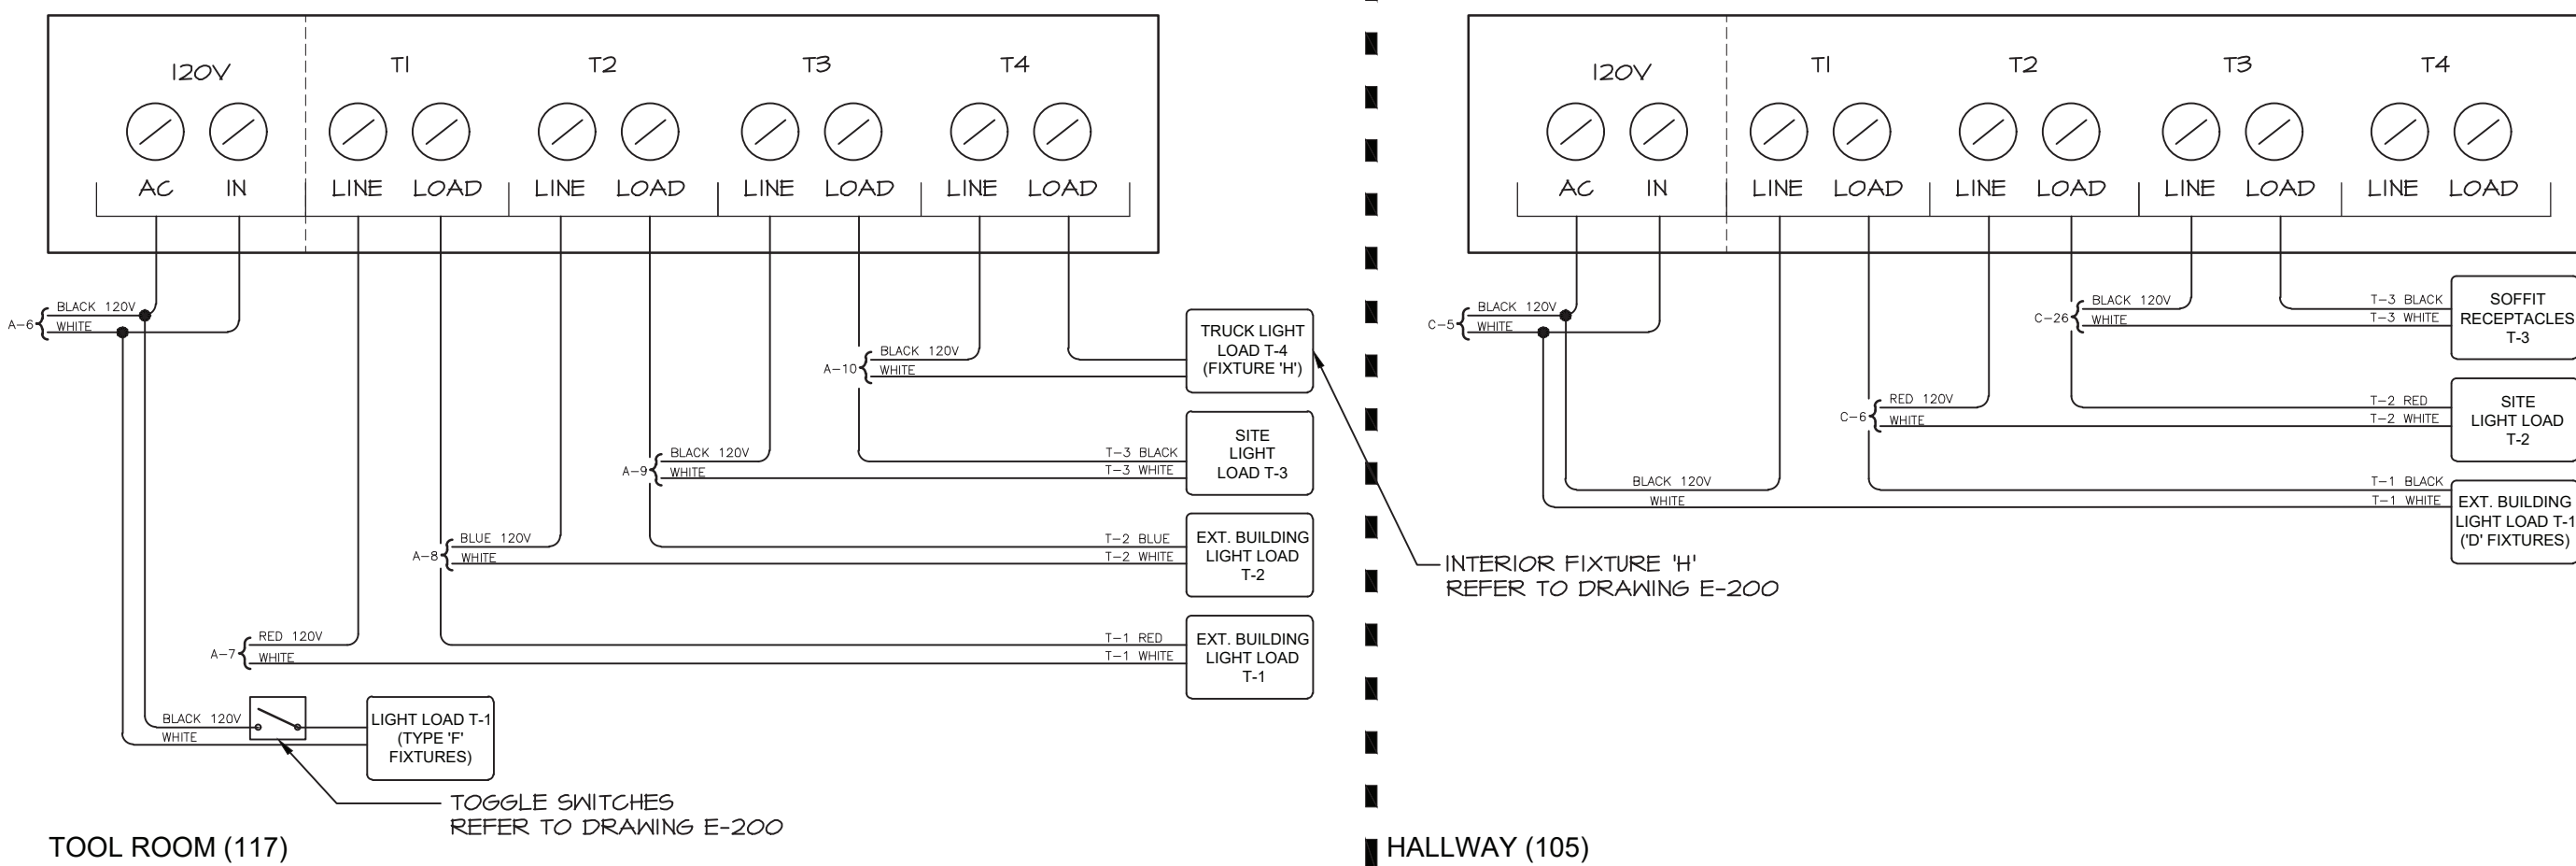 120V
T1
T2
T3
T4
AC
IN
LINE
LOAD
LINE
LOAD
LINE
LOAD
LINE
LOAD
A-6
BLACK 120V
WHITE
A-10
BLACK 120V
WHITE
TRUCK LIGHT
LOAD T-4
(FIXTURE 'H')
A-9
BLACK 120V
WHITE
T-3 BLACK
T-3 WHITE
SITE
LIGHT
LOAD T-3
A-8
BLUE 120V
WHITE
T-2 BLUE
T-2 WHITE
EXT. BUILDING
LIGHT LOAD
T-2
A-7
RED 120V
WHITE
T-1 RED
T-1 WHITE
EXT. BUILDING
LIGHT LOAD
T-1
BLACK 120V
WHITE
LIGHT LOAD T-1
(TYPE 'F'
FIXTURES)
TOGGLE SWITCHES
REFER TO DRAWING E-200
TOOL ROOM (117)
INTERIOR FIXTURE 'H'
REFER TO DRAWING E-200
120V
T1
T2
T3
T4
AC
IN
LINE
LOAD
LINE
LOAD
LINE
LOAD
LINE
LOAD
C-5
BLACK 120V
WHITE
C-26
BLACK 120V
WHITE
T-3 BLACK
T-3 WHITE
SOFFIT
RECEPTACLES
T-3
C-6
RED 120V
WHITE
T-2 RED
T-2 WHITE
SITE
LIGHT LOAD
T-2
BLACK 120V
WHITE
T-1 BLACK
T-1 WHITE
EXT. BUILDING
LIGHT LOAD T-1
('D' FIXTURES)
HALLWAY (105)